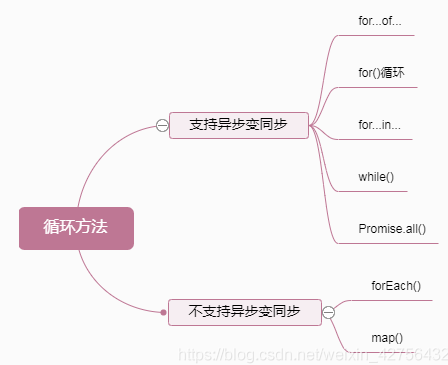 循环方法
支持异步变同步
for...of...
for()循环
for...in...
while()
Promise.all()
不支持异步变同步
forEach()
map()
https://blog.csdn.net/weixin_42756432